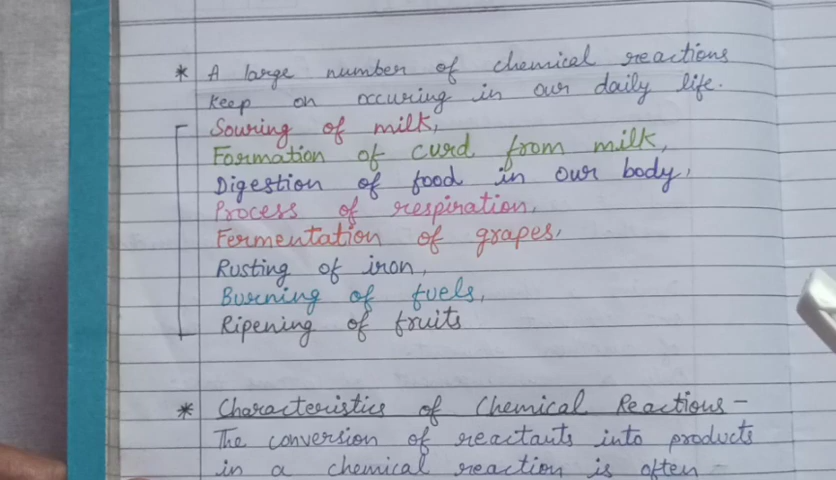 * A large number of chemical reactions
keep on occuring in our daily life.
Souring of milk,
Formation of curd from milk,
Digestion of food in our body,
Process of respiration,
Fermentation of grapes,
Rusting of iron,
Burning of fuels,
Ripening of fruits
* Characteristics of Chemical Reactions -
The conversion of reactants into products
in a chemical reaction is often